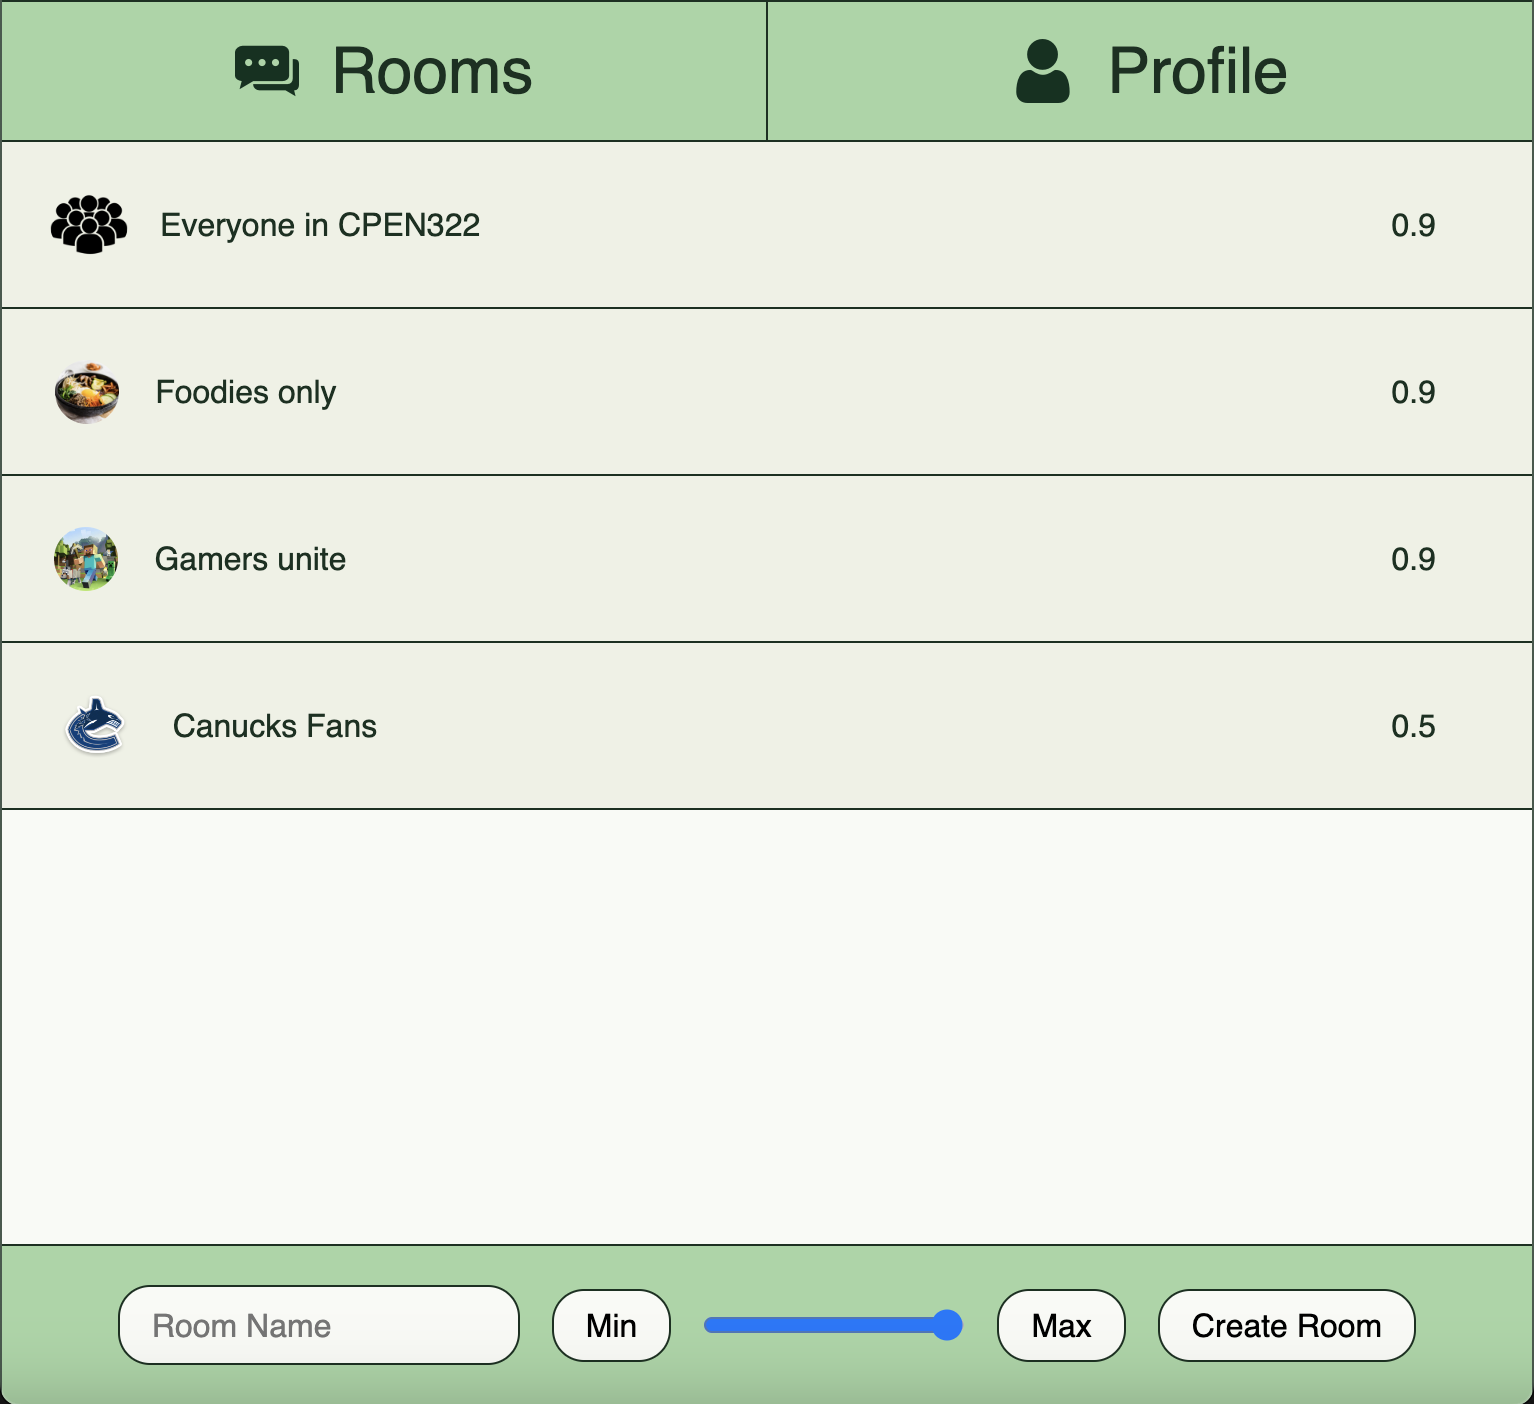 Rooms
Profile
Everyone in CPEN322
0.9
Foodies only
0.9
Gamers unite
0.9
Canucks Fans
0.5
Room Name
Min
Max
Create Room